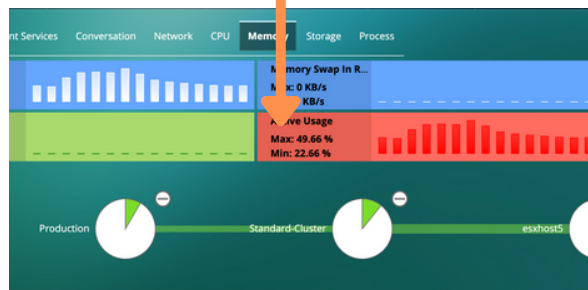 nt Services Conversation Network CPU Memory Storage Process
Memory Swap In R...
Max: 0 KB/s
KB/s
Active Usage
Max: 49.66 %
Min: 22.66 %
Production Standard-Cluster esxhost5